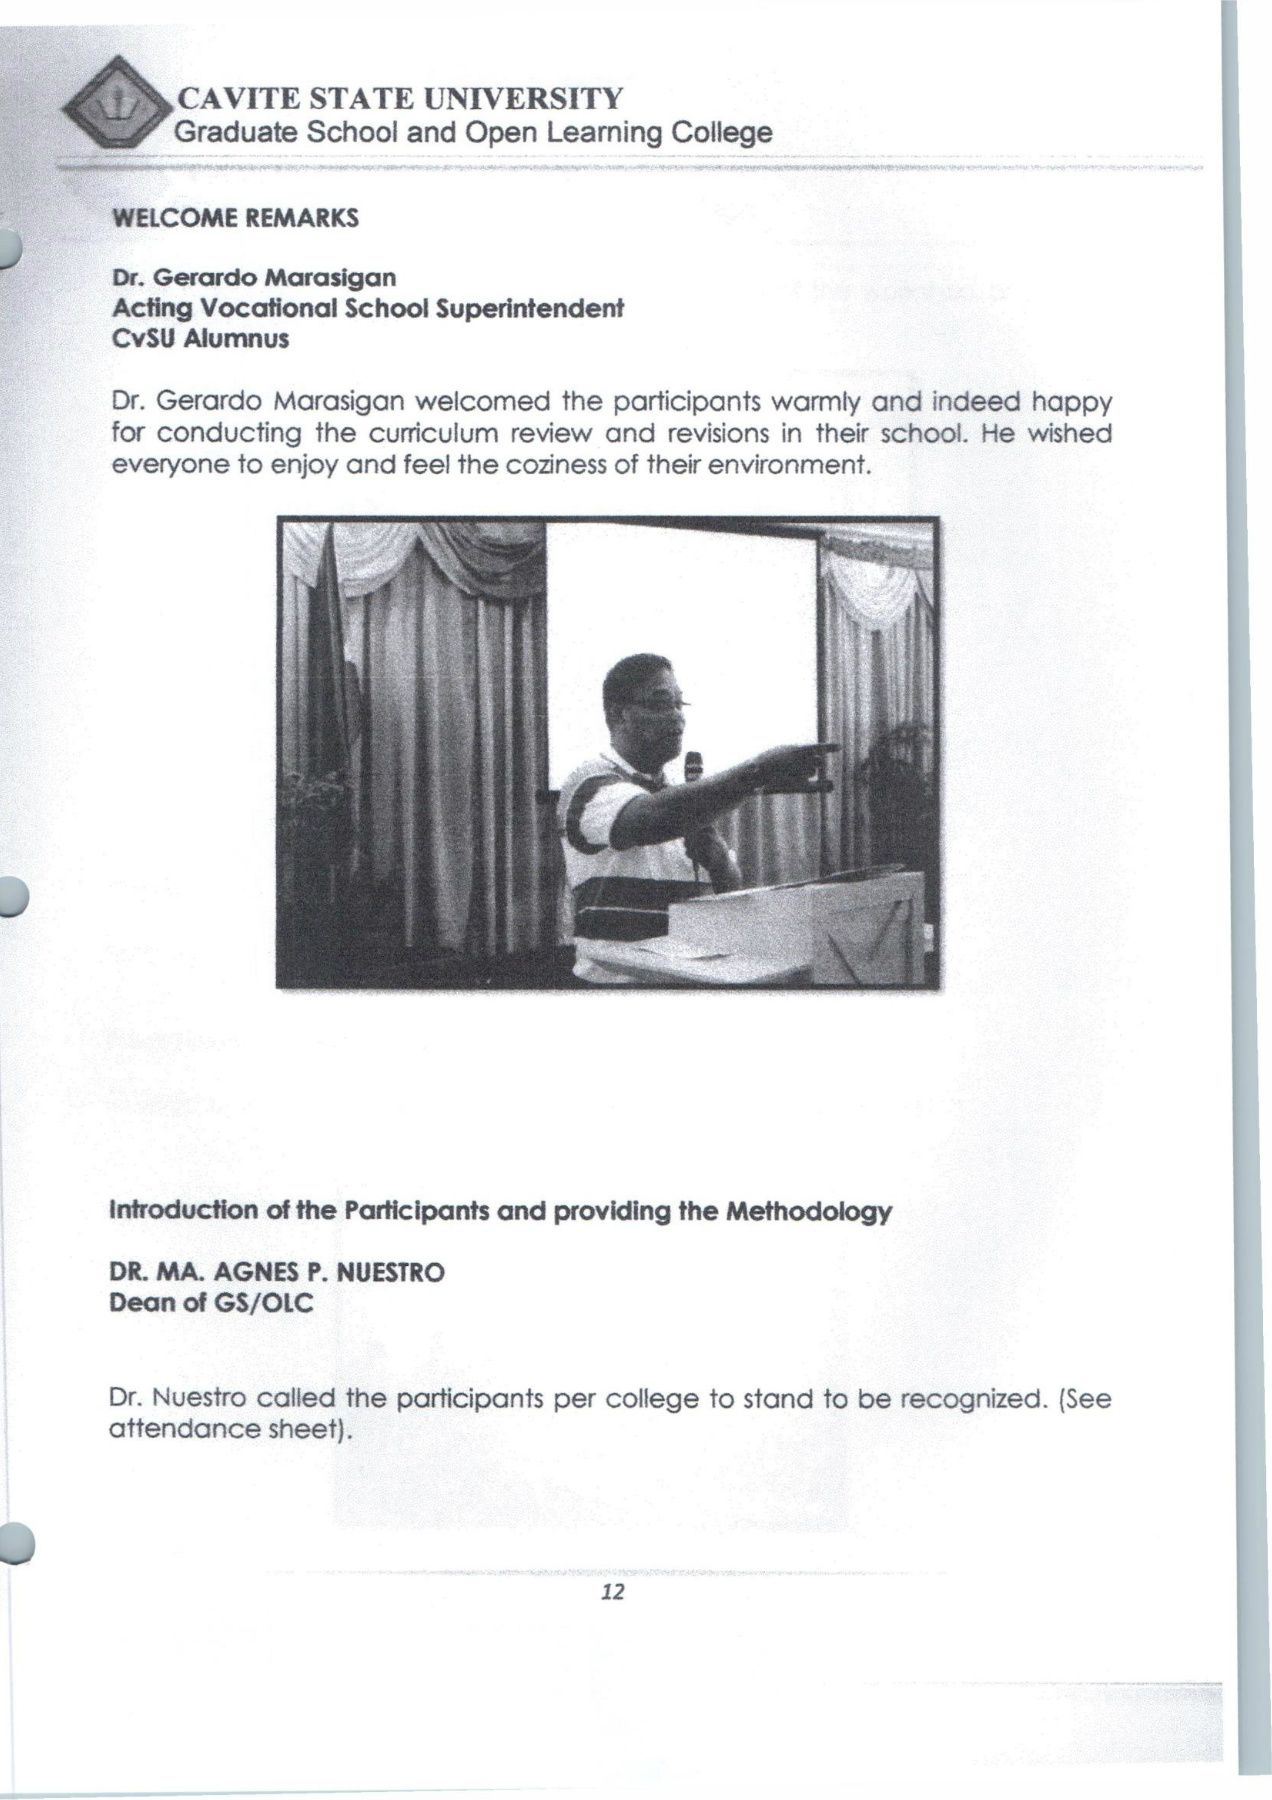 CAVITE STATE UNIVERSITY
Graduate School and Open Learning College
WELCOME REMARKS
Dr. Gerardo Marasigan
Acting Vocational School Superintendent
CvSU Alumnus
Dr. Gerardo Marasigan welcomed the participants warmly and indeed happy
for conducting the curriculum review and revisions in their school. He wished
everyone to enjoy and feel the coziness of their environment.
Introduction of the Participants and providing the Methodology
DR. MA. AGNES P. NUESTRO
Dean of GS/OLC
Dr. Nuestro called the participants per college to stand to be recognized. (See
attendance sheet).
12